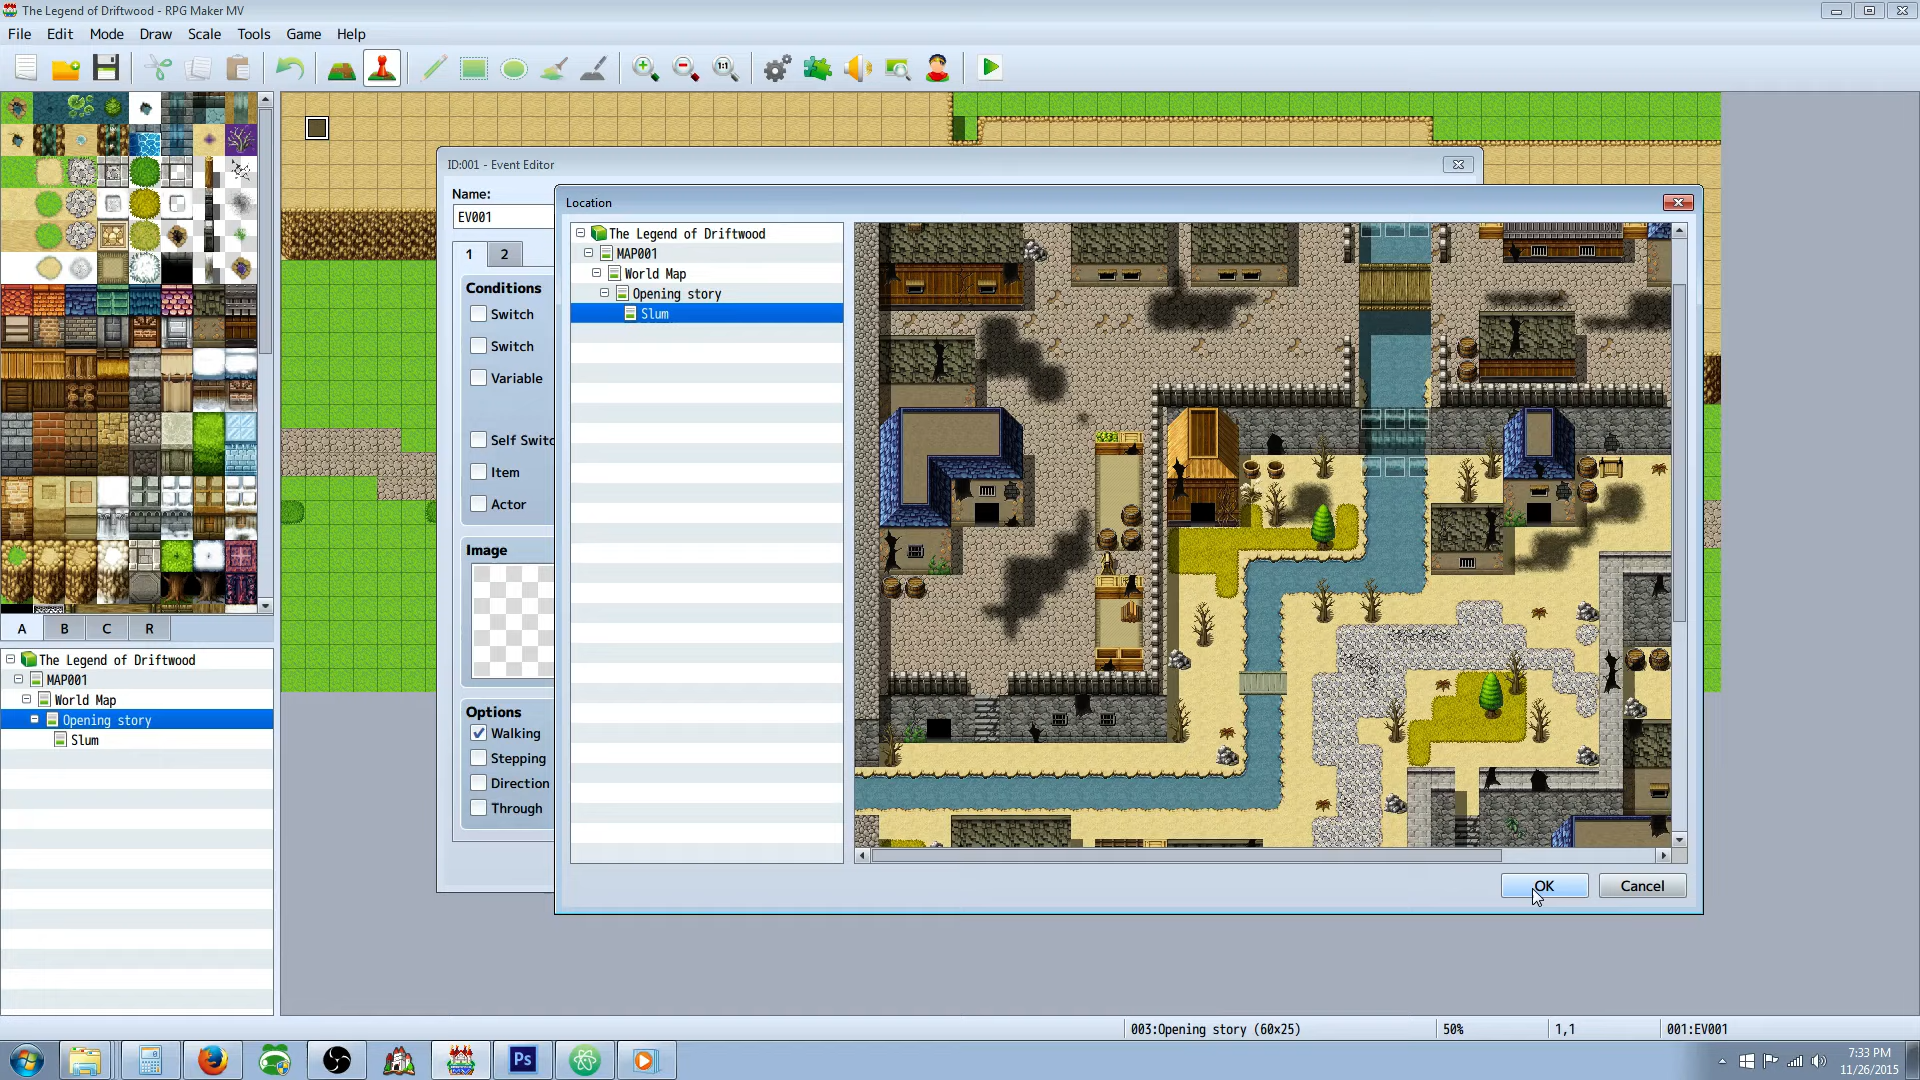 The Legend of Driftwood - RPG Maker MV
File Edit Mode Draw Scale Tools Game Help
1:1
ID:001 - Event Editor
Name:
EV001
1 2
Conditions
Switch
Switch
Variable
Self Switc
Item
Actor
Image
Options
Walking
Stepping
Direction
Through
Location
The Legend of Driftwood
MAP001
World Map
Opening story
Slum
OK Cancel
A B C R
The Legend of Driftwood
MAP001
World Map
Opening story
Slum
003:Opening story (60x25) 50% 1,1 001:EV001
Ps
7:33 PM
11/26/2015